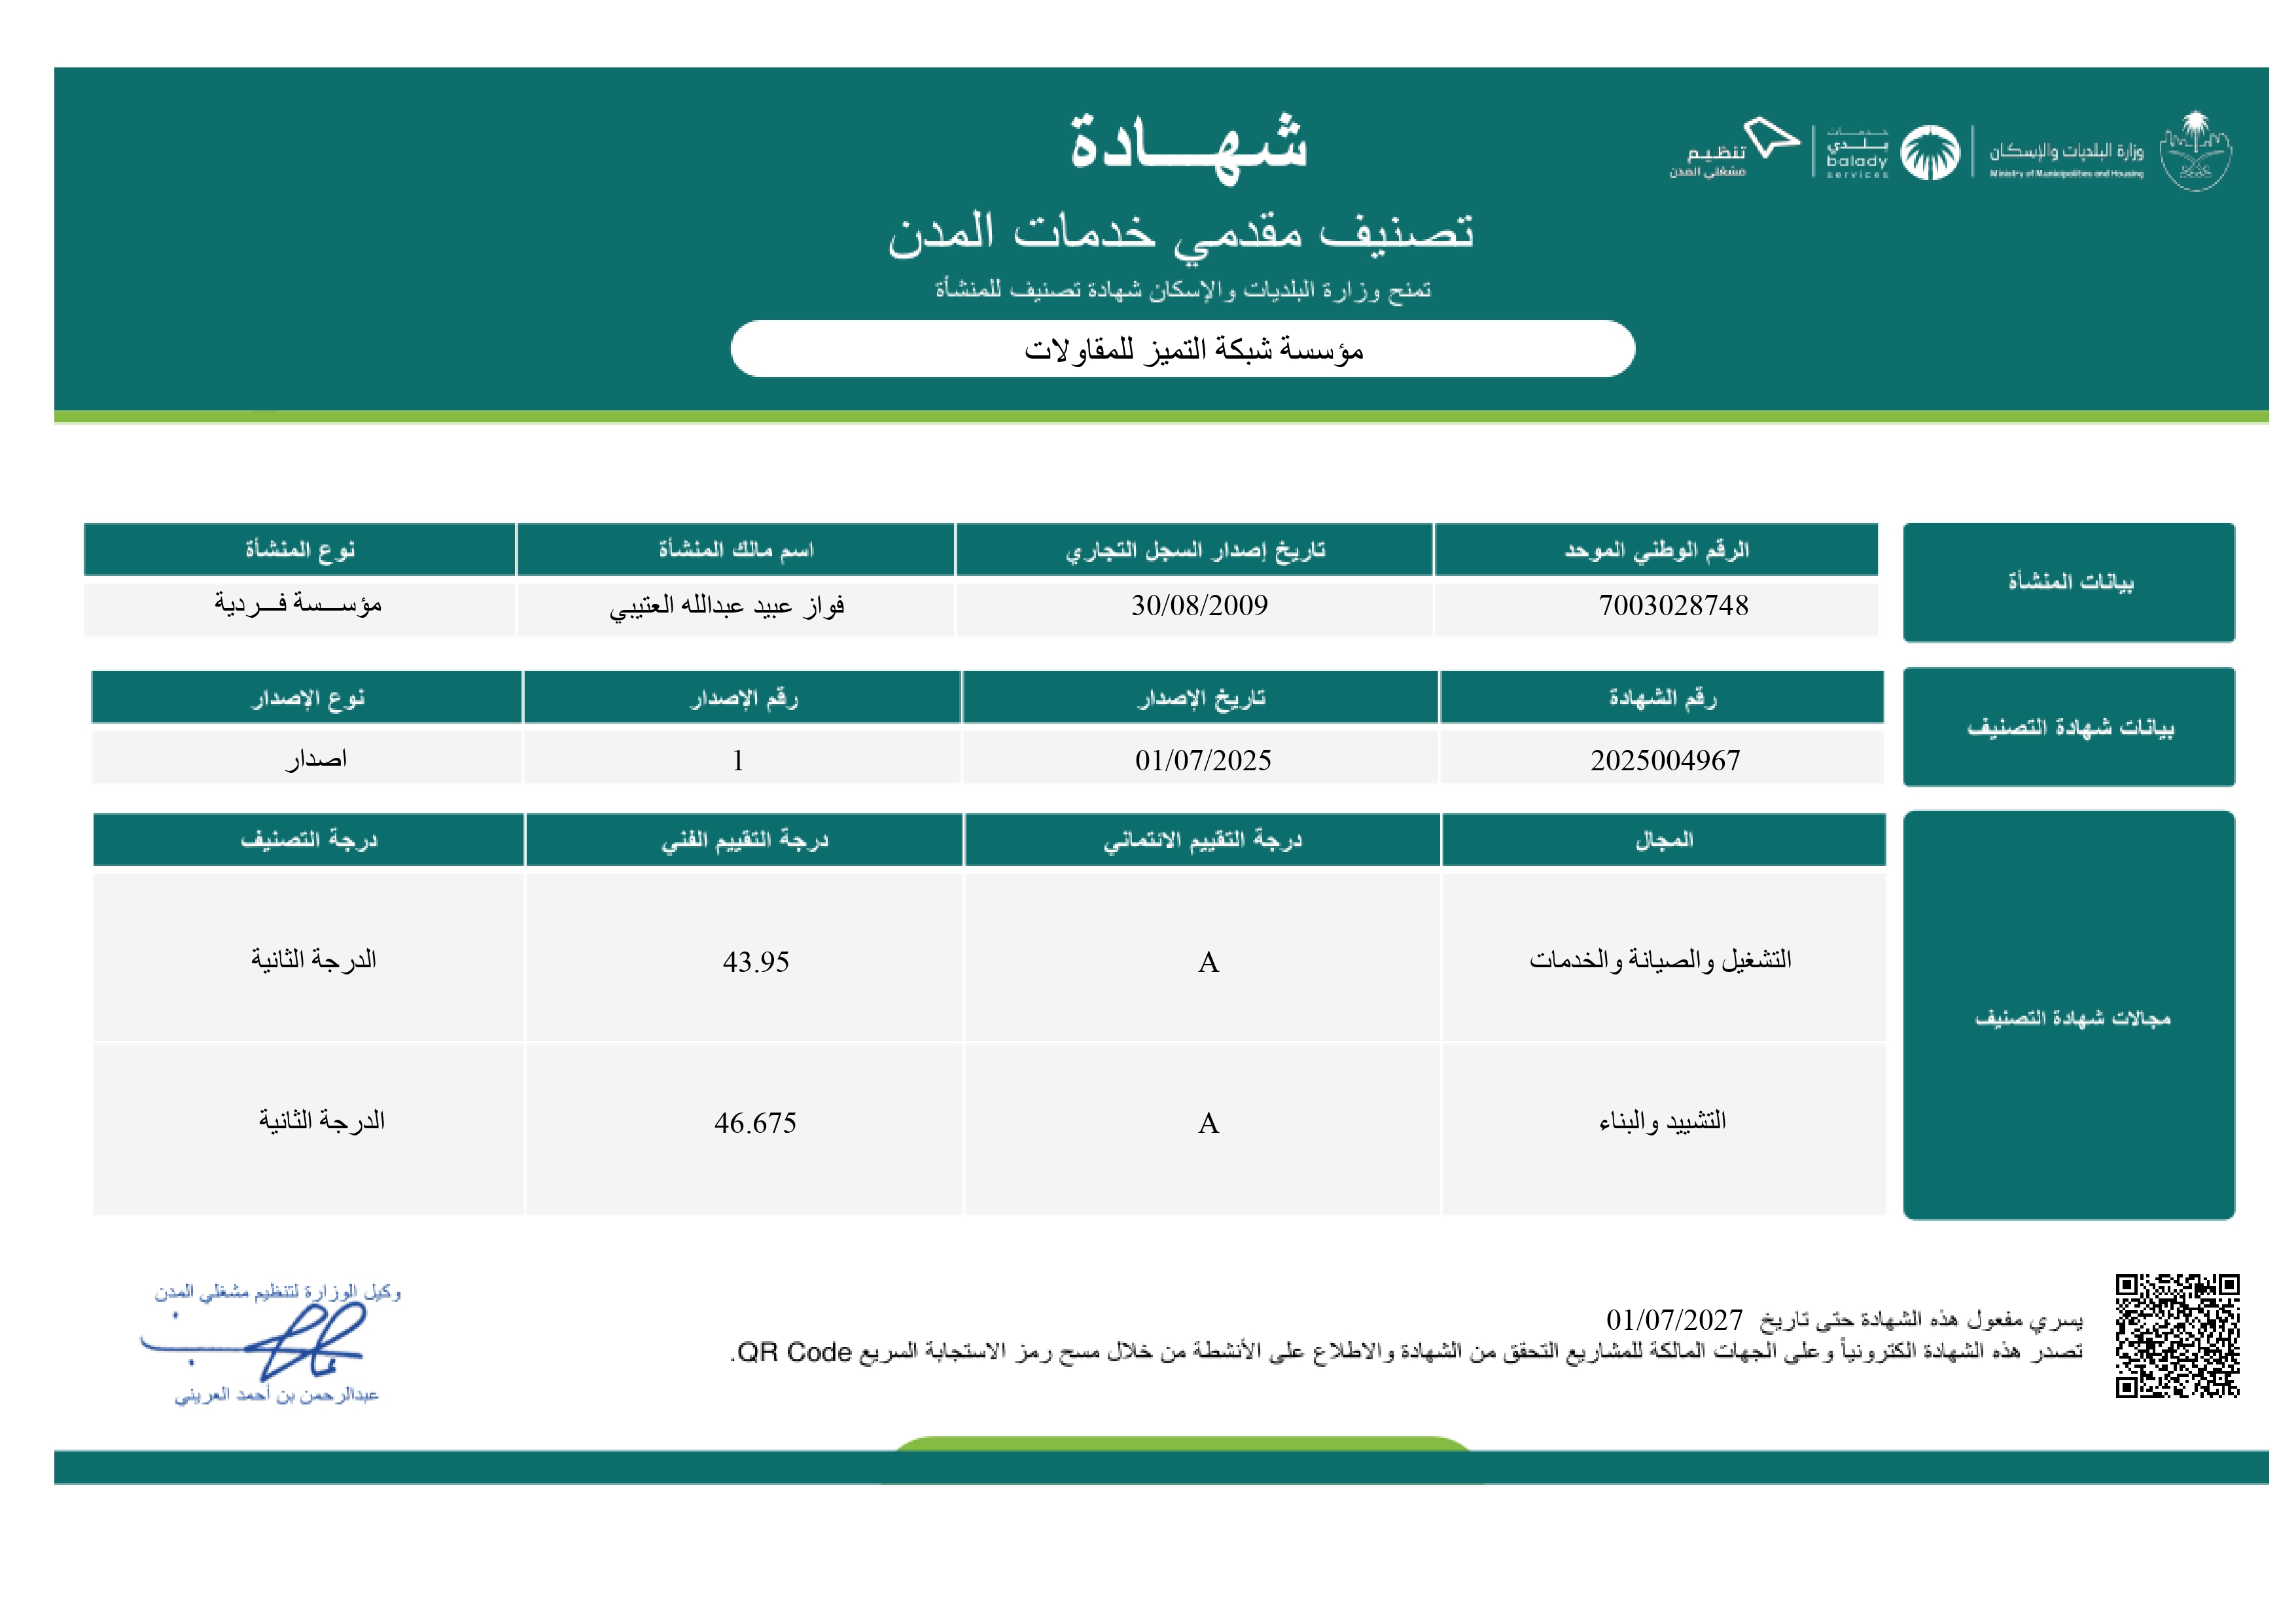 وزارة البلديات والإسكان
Ministry of Municipalities and Housing
خدمات
بلدي
balady
services
تنظيم
مشغلي المدن
شهادة
تصنيف مقدمي خدمات المدن
تمنح وزارة البلديات والإسكان شهادة تصنيف للمنشأة
مؤسسة شبكة التميز للمقاولات
بيانات المنشأة
الرقم الوطني الموحد تاريخ إصدار السجل التجاري اسم مالك المنشأة نوع المنشأة
7003028748 30/08/2009 فواز عبيد عبدالله العتيبي مؤسسة فردية
بيانات شهادة التصنيف
رقم الشهادة تاريخ الإصدار رقم الإصدار نوع الإصدار
2025004967 01/07/2025 1 اصدار
مجالات شهادة التصنيف
المجال درجة التقييم الائتماني درجة التقييم الفني درجة التصنيف
التشغيل والصيانة والخدمات A 43.95 الدرجة الثانية
التشييد والبناء A 46.675 الدرجة الثانية
يسري مفعول هذه الشهادة حتى تاريخ 01/07/2027
تصدر هذه الشهادة الكترونياً وعلى الجهات المالكة للمشاريع التحقق من الشهادة والاطلاع على الأنشطة من خلال مسح رمز الاستجابة السريع QR Code.
وكيل الوزارة لتنظيم مشغلي المدن
عبدالرحمن بن أحمد العريني